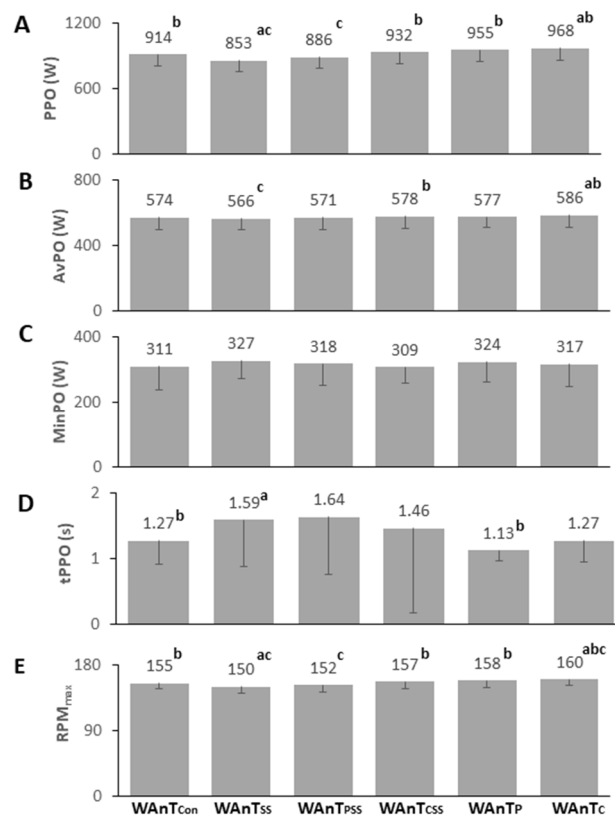 A
PPO (W)
1200
600
0
914 b
853 ac
886 c
932 b
955 b
968 ab
B
AvPO (W)
800
400
0
574
566 c
571
578 b
577
586 ab
C
MinPO (W)
400
200
0
311
327
318
309
324
317
D
tPPO (s)
2
1
0
1.27 b
1.59 a
1.64
1.46
1.13 b
1.27
E
RPMmax
180
90
0
155 b
150 ac
152 c
157 b
158 b
160 abc
WAnTCon WAnTSS WAnTPSS WAnTCSS WAnTP WAnTC